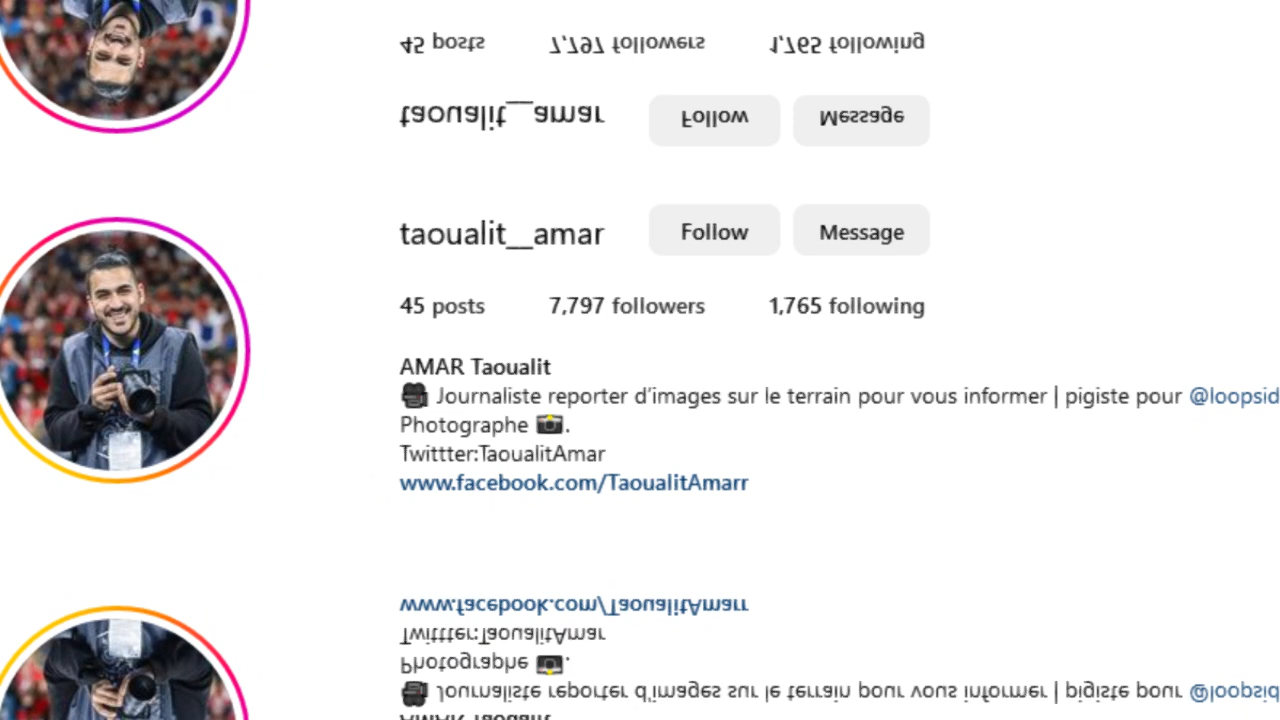 45 posts 7,797 followers 1,765 following
taoualit__amar Follow Message
taoualit__amar Follow Message
45 posts 7,797 followers 1,765 following
AMAR Taoualit
🎥 Journaliste reporter d'images sur le terrain pour vous informer | pigiste pour @loopsid
Photographe 📸.
Twittter:TaoualitAmar
www.facebook.com/TaoualitAmarr
www.facebook.com/TaoualitAmarr
Twittter:TaoualitAmar
Photographe 📸.
🎥 Journaliste reporter d'images sur le terrain pour vous informer | pigiste pour @loopsid
AMAR Taoualit